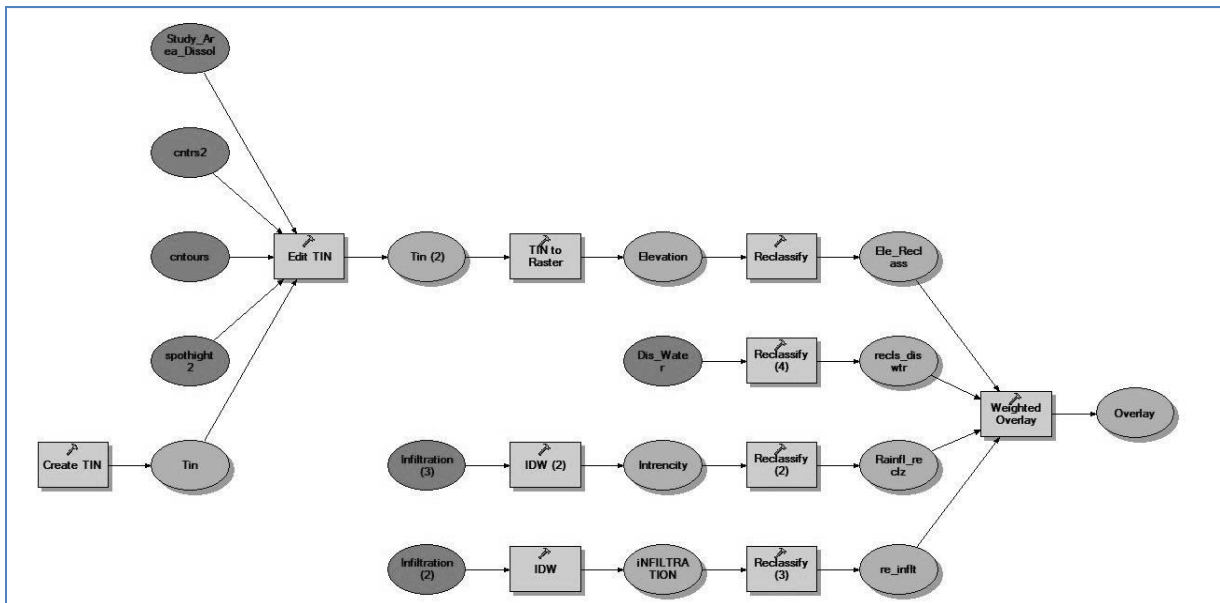 Study_Ar
ea_Dissol
cntrs2
cntours
Edit TIN
Tin (2)
TIN to
Raster
Elevation
Reclassify
Ele_Recl
ass
spothight
2
Dis_Wate
r
Reclassify
(4)
recls_dis
wtr
Weighted
Overlay
Overlay
Create TIN
Tin
Infiltration
(3)
IDW (2)
Intrencity
Reclassify
(2)
Rainfl_re
clz
Infiltration
(2)
IDW
iNFILTRA
TION
Reclassify
(3)
re_inflt